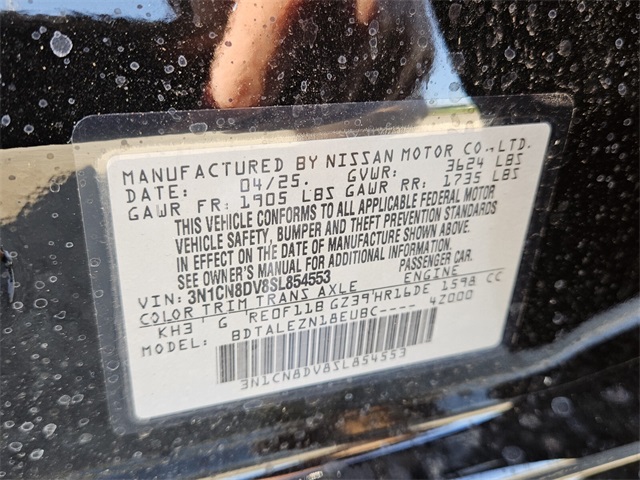 MANUFACTURED BY NISSAN MOTOR CO.,LTD.
DATE: 04/25. GVWR: 3624 LBS
GAWR FR: 1905 LBS GAWR RR: 1735 LBS
THIS VEHICLE CONFORMS TO ALL APPLICABLE FEDERAL MOTOR
VEHICLE SAFETY, BUMPER AND THEFT PREVENTION STANDARDS
IN EFFECT ON THE DATE OF MANUFACTURE SHOWN ABOVE.
SEE OWNER'S MANUAL FOR ADDITIONAL INFORMATION.
VIN: 3N1CN8DV8SL854553 PASSENGER CAR.
COLOR TRIM TRANS AXLE ENGINE
KH3 G RE0F11B GZ39 HR16DE 1598 CC
MODEL: BDTALEZN18EUBC---- 42000
3N1CN8DV8SL854553